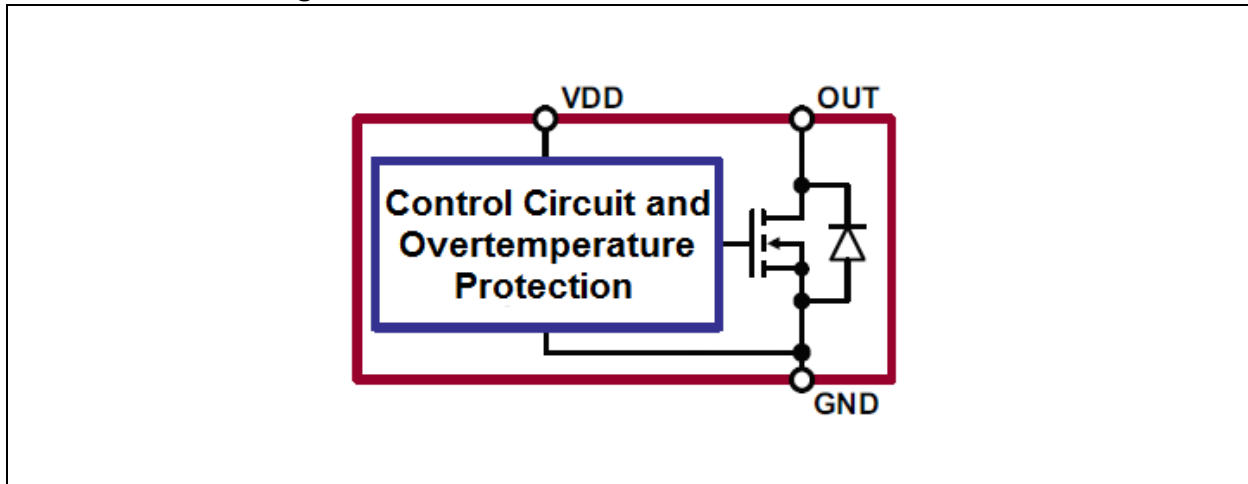 VDD
OUT
Control Circuit and
Overtemperature
Protection
GND